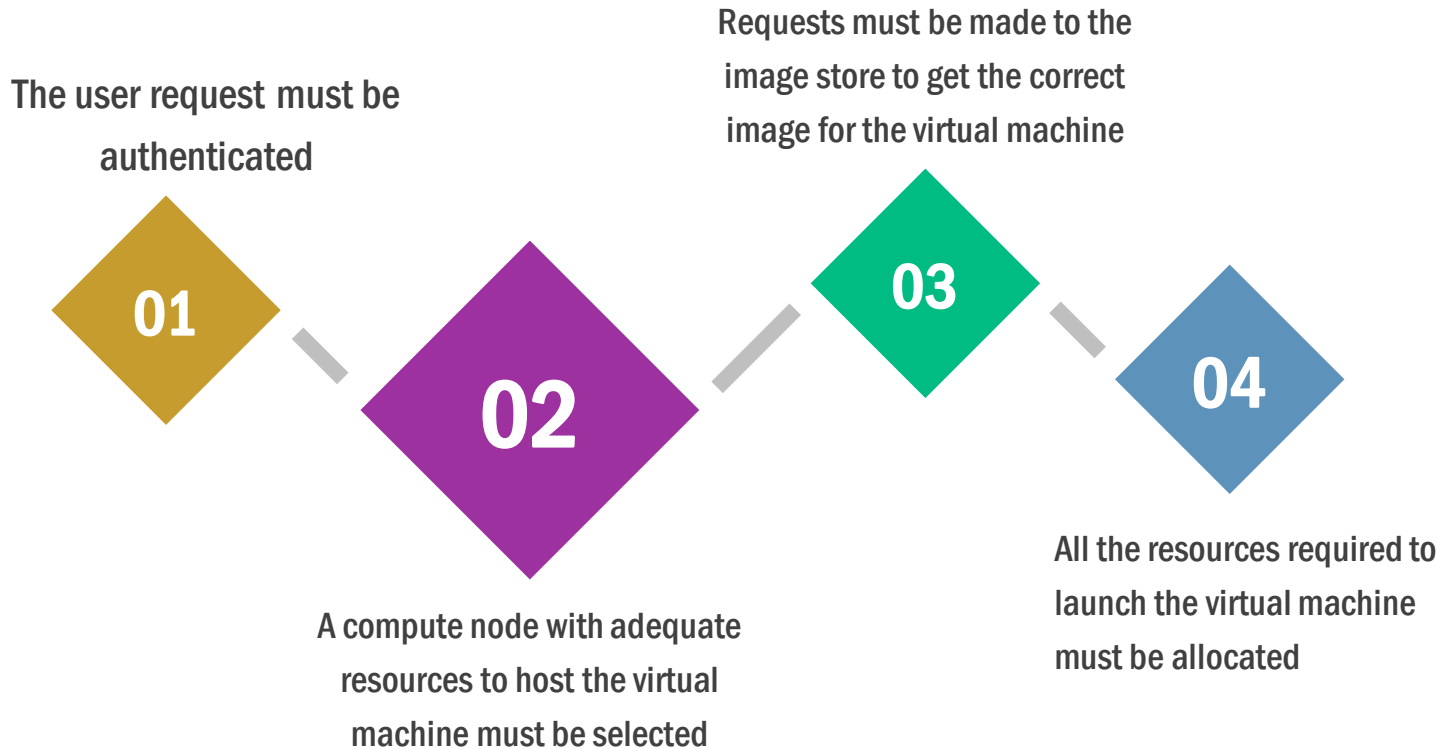 The user request must be
authenticated
01
02
A compute node with adequate
resources to host the virtual
machine must be selected
Requests must be made to the
image store to get the correct
image for the virtual machine
03
04
All the resources required to
launch the virtual machine
must be allocated